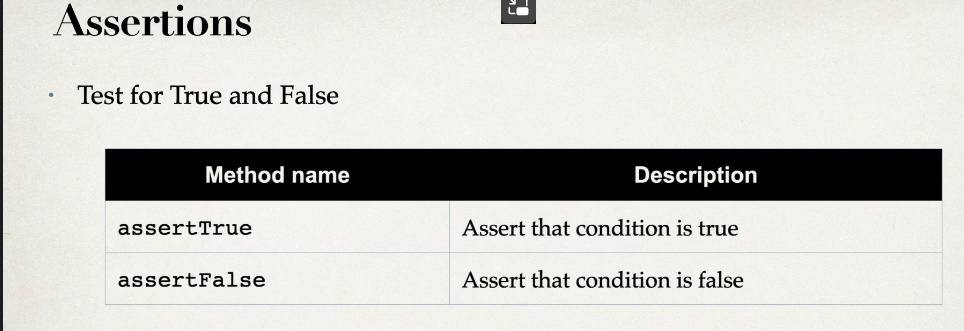 Assertions
• Test for True and False
Method name Description
assertTrue Assert that condition is true
assertFalse Assert that condition is false